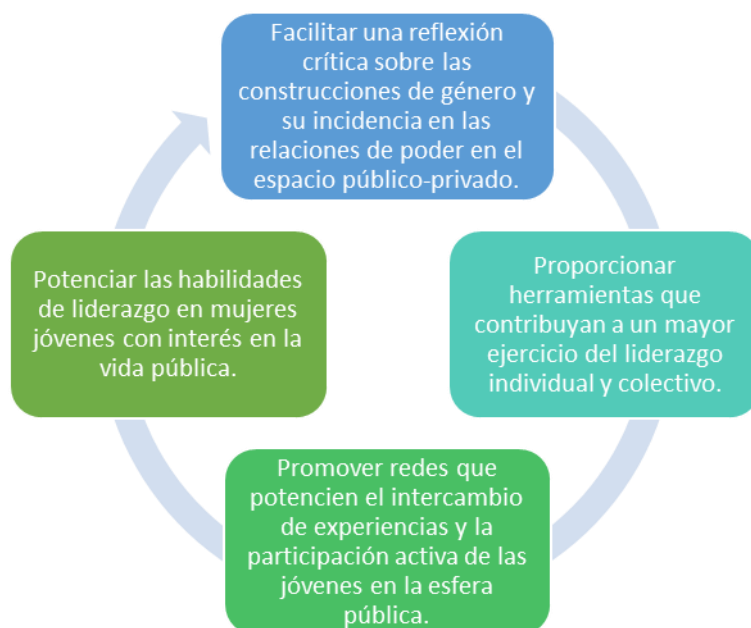 Facilitar una reflexión
crítica sobre las
construcciones de género y
su incidencia en las
relaciones de poder en el
espacio público-privado.
Proporcionar
herramientas que
contribuyan a un mayor
ejercicio del liderazgo
individual y colectivo.
Promover redes que
potencien el intercambio
de experiencias y la
participación activa de las
jóvenes en la esfera
pública.
Potenciar las habilidades
de liderazgo en mujeres
jóvenes con interés en la
vida pública.